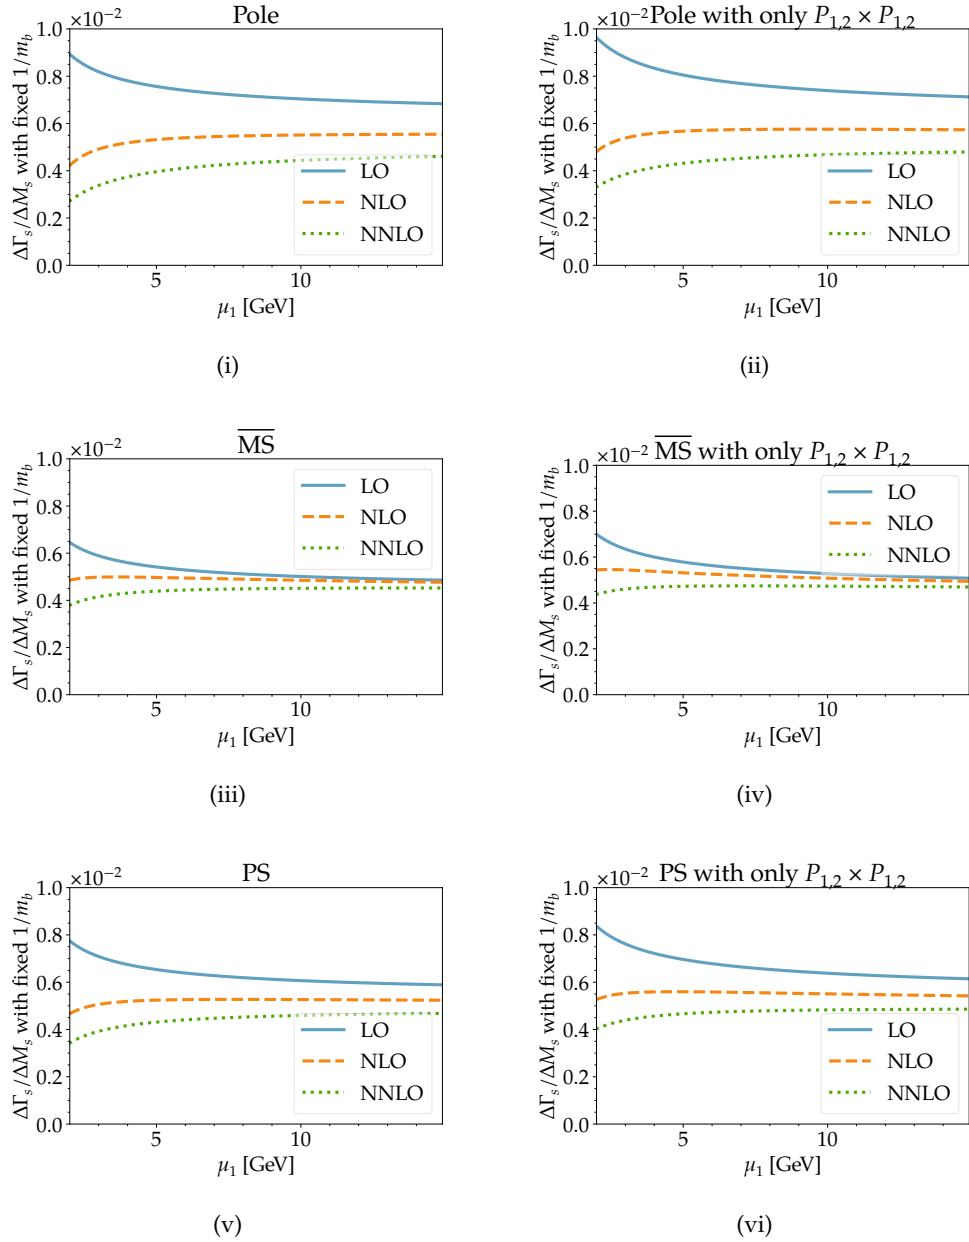 ×10⁻²
Pole
ΔΓₛ/ΔMₛ with fixed 1/m_b
1.0
0.8
0.6
0.4
0.2
0.0
LO
NLO
NNLO
5
10
μ₁ [GeV]
(i)
×10⁻²
Pole with only P₁,₂ × P₁,₂
ΔΓₛ/ΔMₛ with fixed 1/m_b
1.0
0.8
0.6
0.4
0.2
0.0
LO
NLO
NNLO
5
10
μ₁ [GeV]
(ii)
×10⁻²
M̅S̅
ΔΓₛ/ΔMₛ with fixed 1/m_b
1.0
0.8
0.6
0.4
0.2
0.0
LO
NLO
NNLO
5
10
μ₁ [GeV]
(iii)
×10⁻²
M̅S̅ with only P₁,₂ × P₁,₂
ΔΓₛ/ΔMₛ with fixed 1/m_b
1.0
0.8
0.6
0.4
0.2
0.0
LO
NLO
NNLO
5
10
μ₁ [GeV]
(iv)
×10⁻²
PS
ΔΓₛ/ΔMₛ with fixed 1/m_b
1.0
0.8
0.6
0.4
0.2
0.0
LO
NLO
NNLO
5
10
μ₁ [GeV]
(v)
×10⁻²
PS with only P₁,₂ × P₁,₂
ΔΓₛ/ΔMₛ with fixed 1/m_b
1.0
0.8
0.6
0.4
0.2
0.0
LO
NLO
NNLO
5
10
μ₁ [GeV]
(vi)